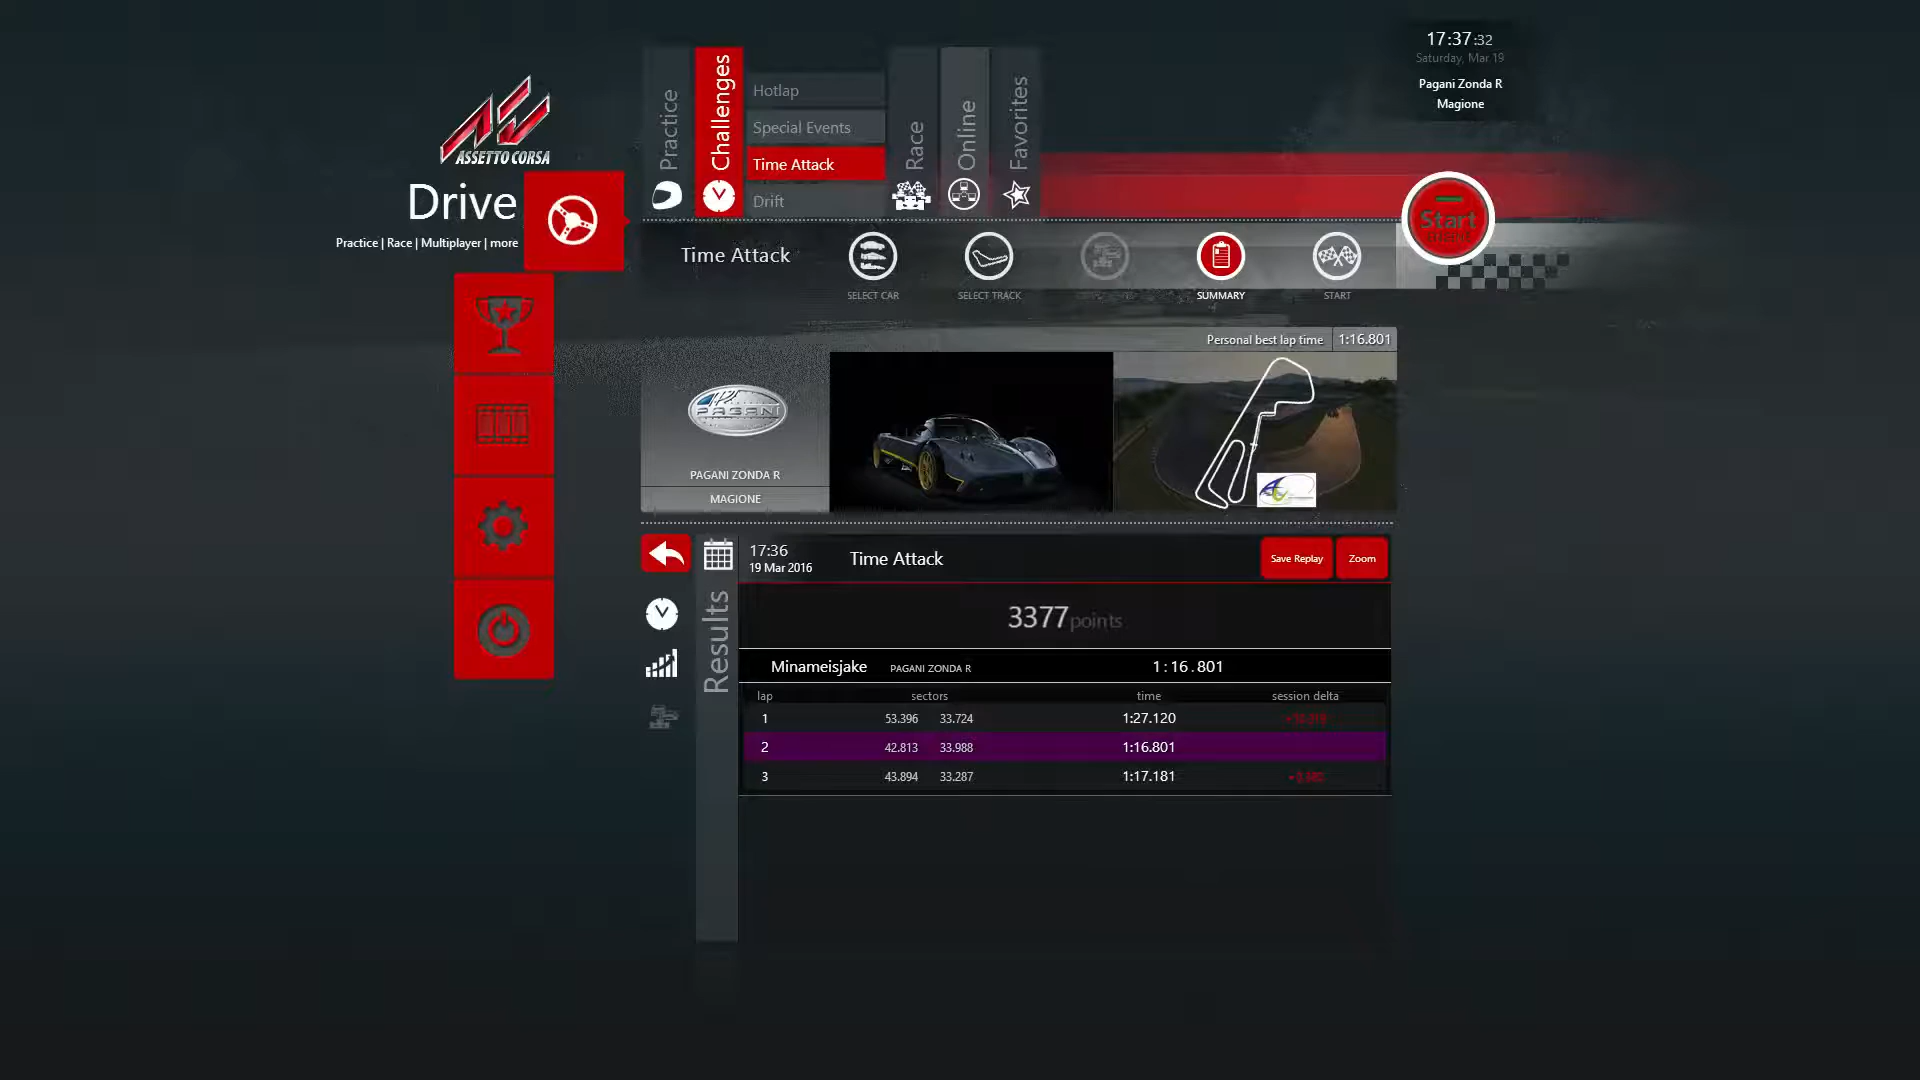 17:37:32
Saturday, Mar 19
Pagani Zonda R
Magione
ASSETTO CORSA
Drive
Practice | Race | Multiplayer | more
Practice
Challenges
Hotlap
Special Events
Time Attack
Drift
Race
Online
Favorites
Start
Time Attack
SELECT CAR
SELECT TRACK
SUMMARY
START
Personal best lap time 1:16.801
PAGANI
PAGANI ZONDA R
MAGIONE
17:36
19 Mar 2016
Time Attack
Save Replay
Zoom
Results
3377 points
Minameisjake PAGANI ZONDA R 1:16.801
lap sectors time session delta
1 53.396 33.724 1:27.120
2 42.813 33.988 1:16.801
3 43.894 33.287 1:17.181